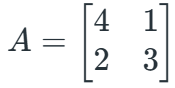 A = [4 1
2 3]